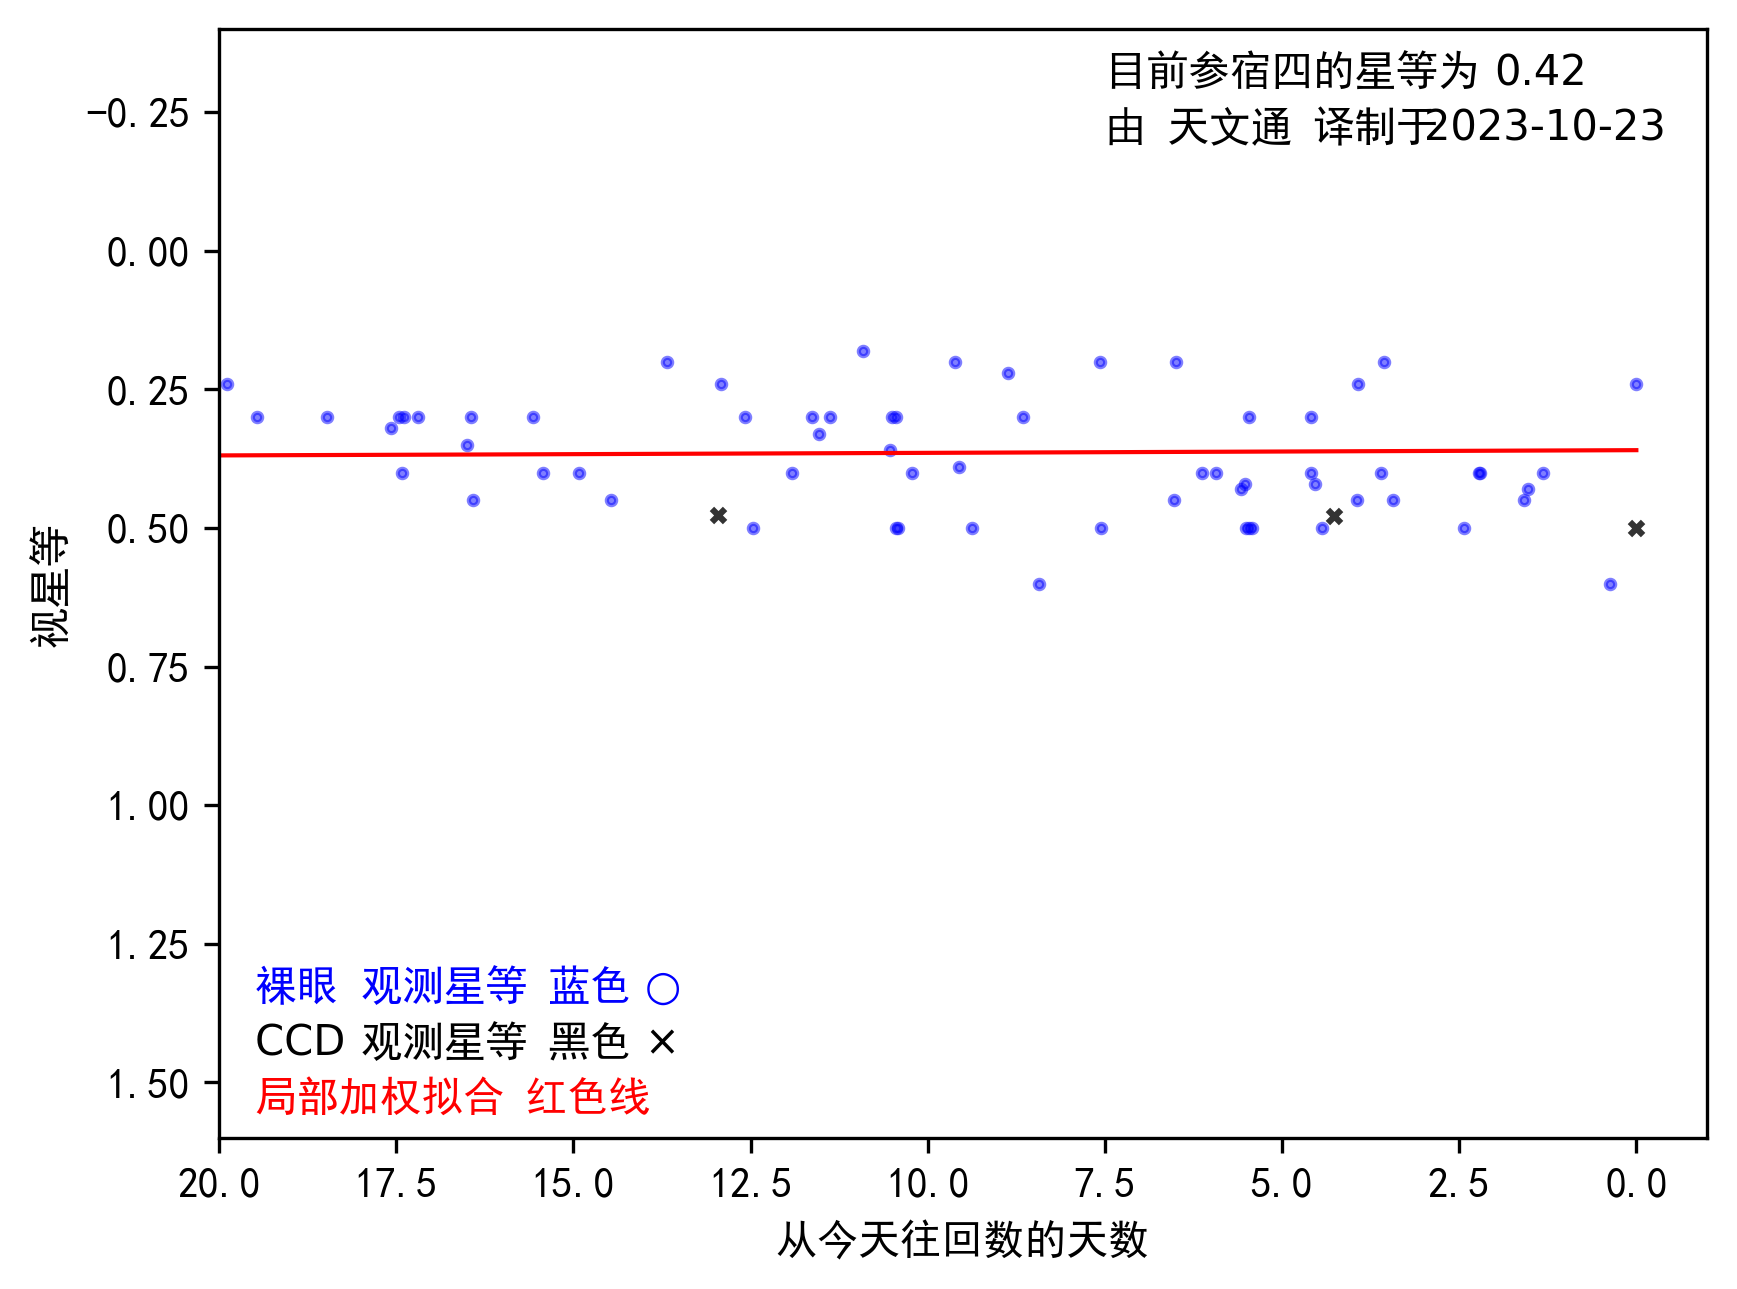 目前参宿四的星等为 0.42
由 天文通 译制于2023-10-23
−0.25
0.00
0.25
0.50
0.75
1.00
1.25
1.50
视星等
裸眼 观测星等 蓝色 ○
CCD 观测星等 黑色 ×
局部加权拟合 红色线
20.0 17.5 15.0 12.5 10.0 7.5 5.0 2.5 0.0
从今天往回数的天数